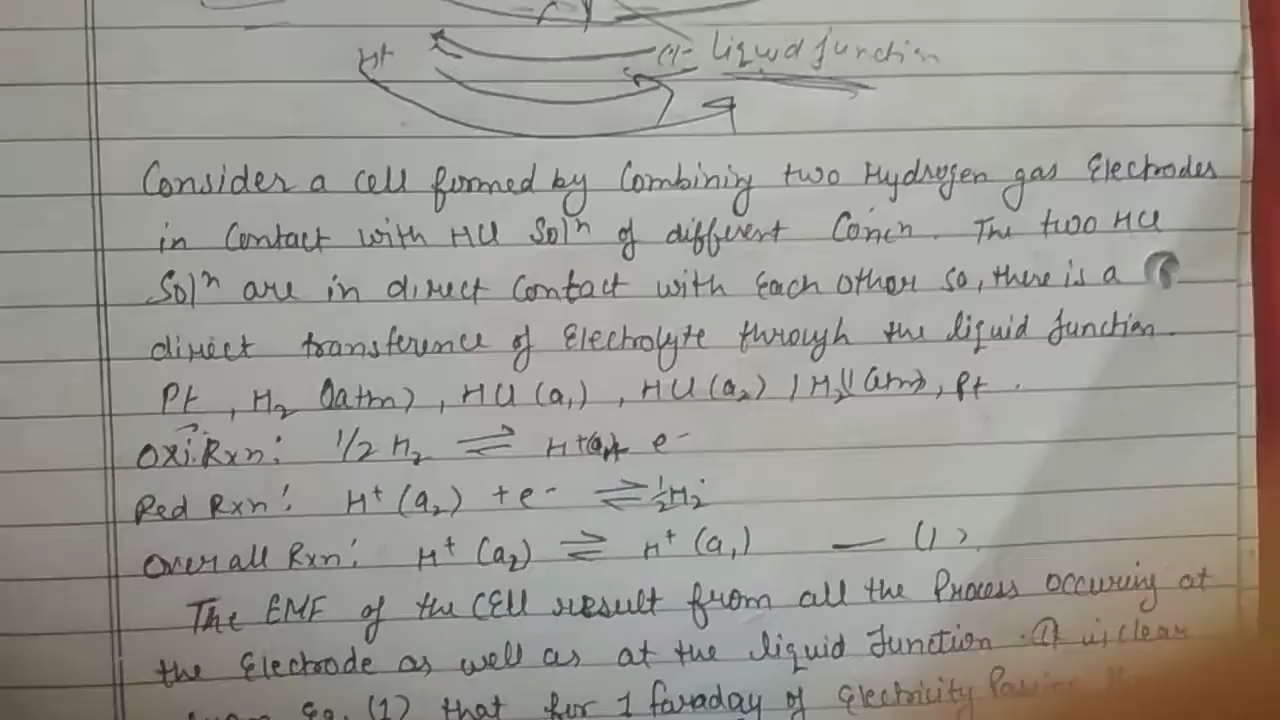 H+ Cl- liquid junction
Consider a cell formed by Combining two Hydrogen gas Electrodes
in Contact with HCl Solⁿ of different Concn. The two HCl
Solⁿ are in direct Contact with Each other so, there is a
direct transference of Electrolyte through the liquid function.
Pt , H₂ (1atm) , HCl (a₁) , HCl (a₂) / H₂ (1atm), Pt .
Oxi. Rxn: 1/2 H₂ ⇌ H+(a₁)+ e-
Red Rxn: H+ (a₂) + e- ⇌ 1/2 H₂
Overall Rxn: H+ (a₂) ⇌ H+ (a₁) — (1)
The EMF of the CEll result from all the Process occuring at
the Electrode as well as at the liquid Junction. It is clear
Eq. (1) that for 1 faraday of Electricity